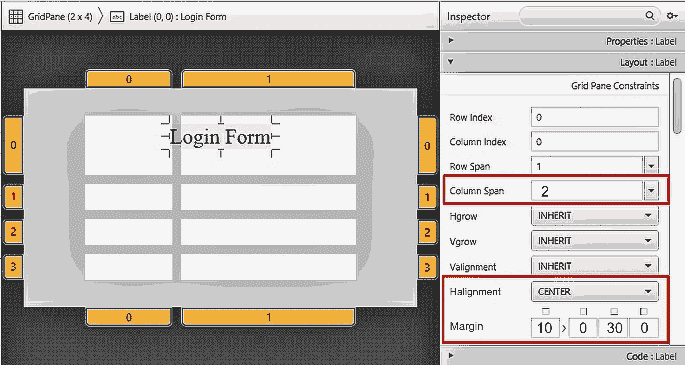 GridPane (2 x 4) Label (0, 0) : Login Form
0 1
Login Form
0 0
1 1
2 2
3 3
0 1
Inspector
Properties : Label
Layout : Label
Grid Pane Constraints
Row Index 0
Column Index 0
Row Span 1
Column Span 2
Hgrow INHERIT
Vgrow INHERIT
Valignment INHERIT
Halignment CENTER
Margin 10 > 0 30 0
Code : Label